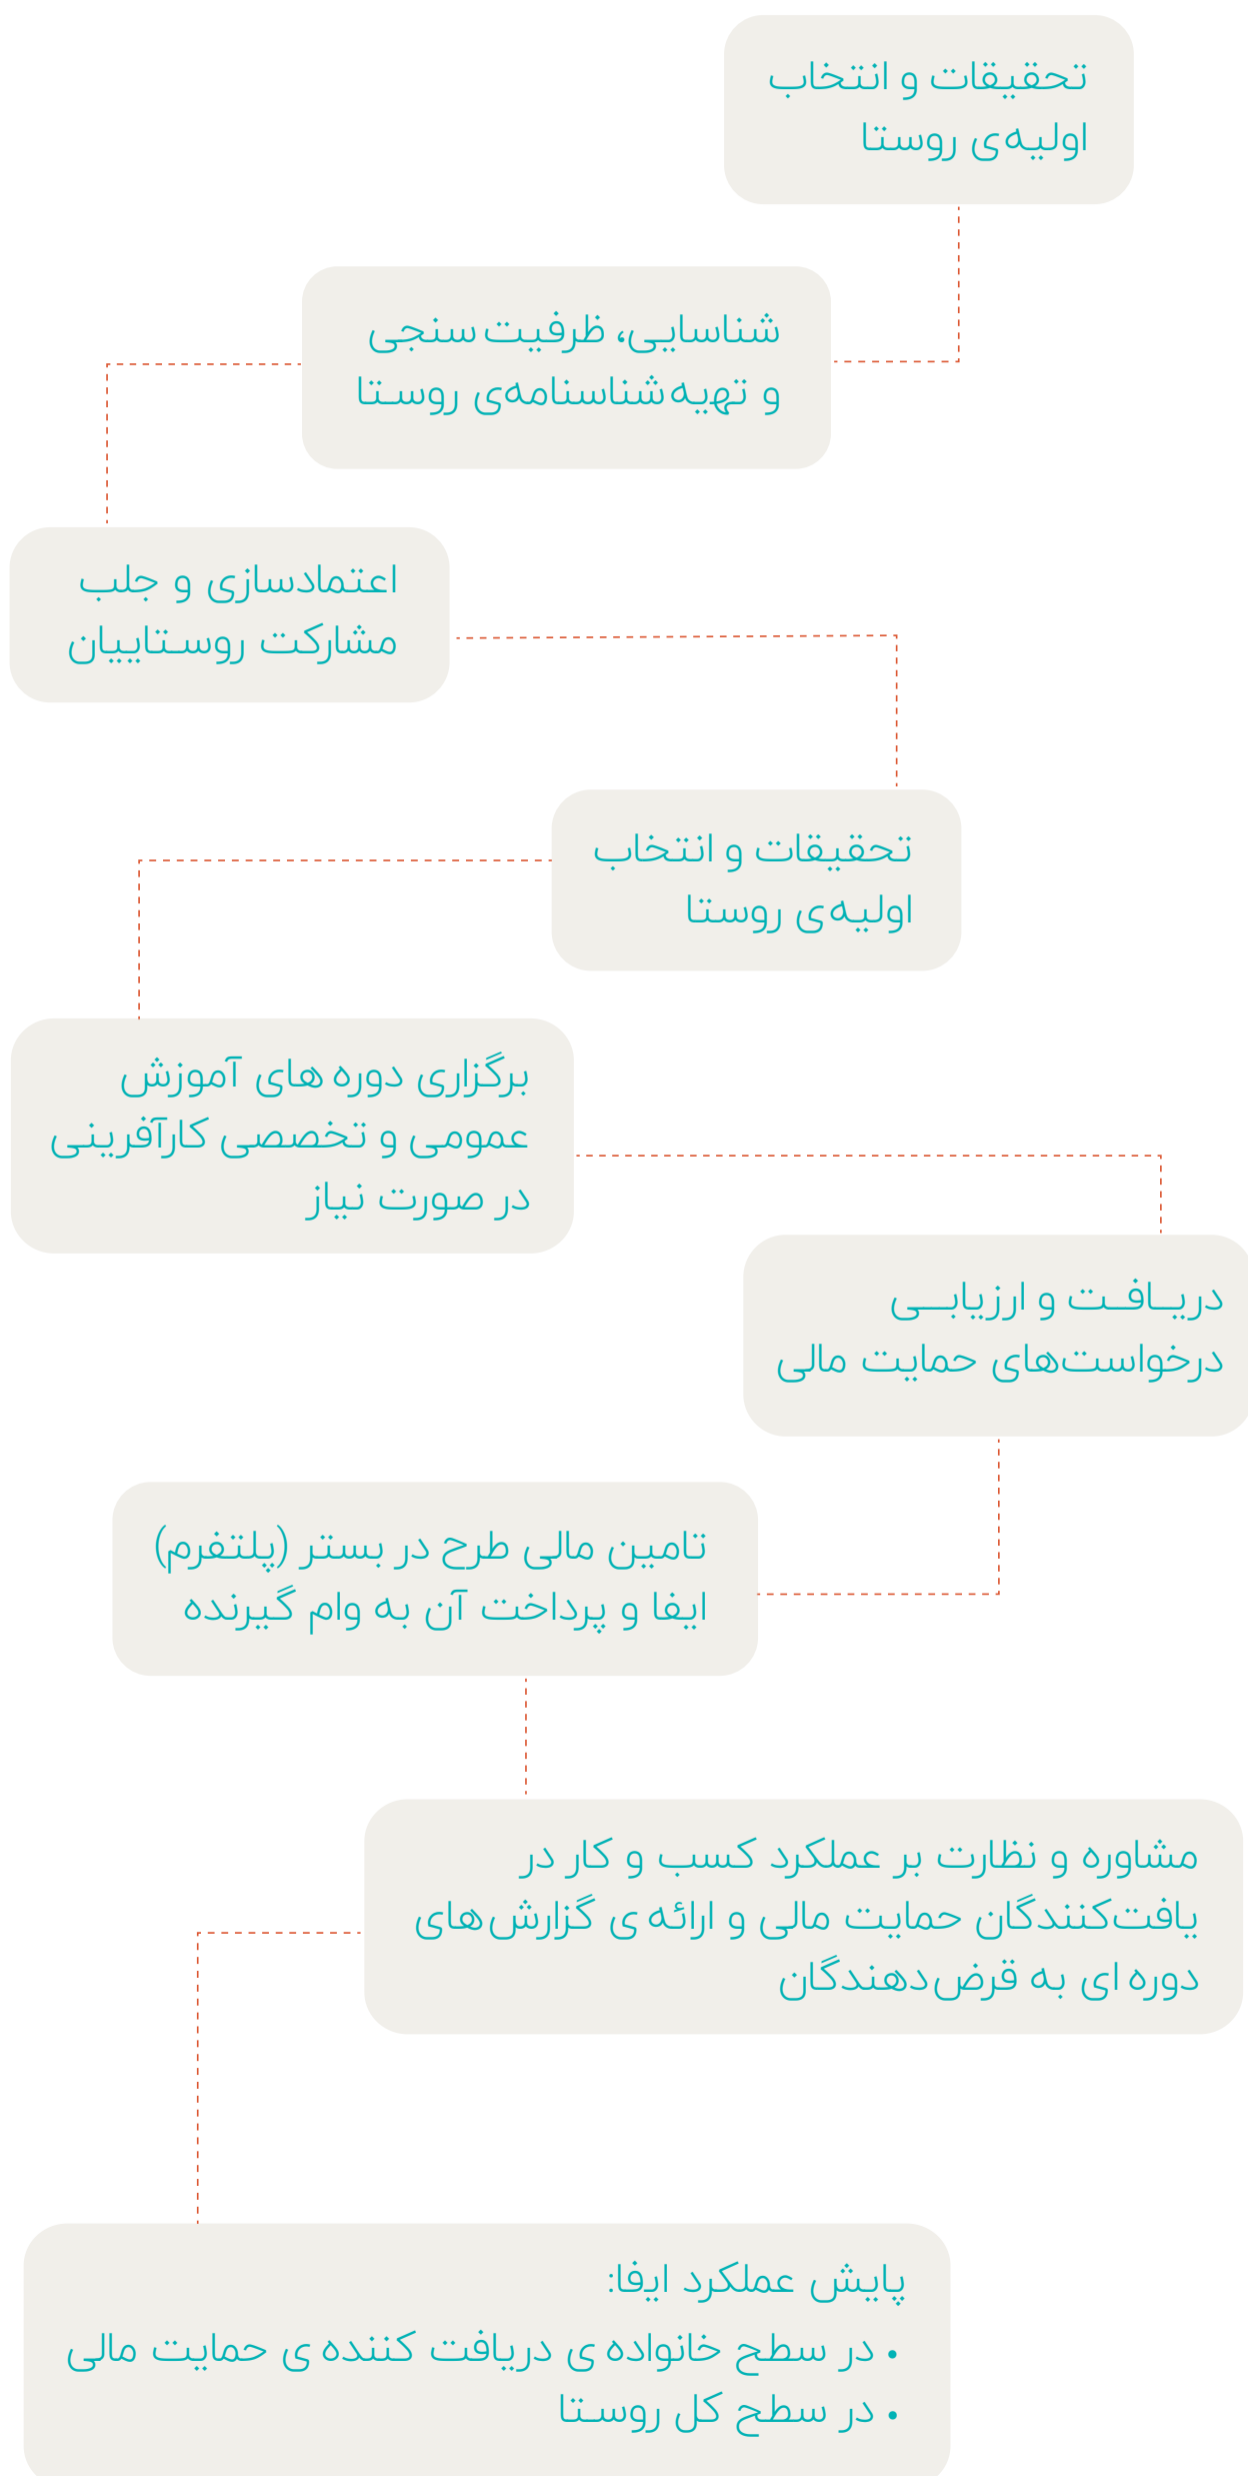 تحقیقات و انتخاب
اولیه‌ی روستا
شناسایی، ظرفیت سنجی
و تهیه شناسنامه‌ی روستا
اعتمادسازی و جلب
مشارکت روستاییان
تحقیقات و انتخاب
اولیه‌ی روستا
برگزاری دوره های آموزش
عمومی و تخصصی کارآفرینی
در صورت نیاز
دریافت و ارزیابی
درخواست‌های حمایت مالی
تامین مالی طرح در بستر (پلتفرم)
ایفا و پرداخت آن به وام گیرنده
مشاوره و نظارت بر عملکرد کسب و کار در
یافت‌کنندگان حمایت مالی و ارائه ی گزارش‌های
دوره ای به قرض‌دهندگان
پایش عملکرد ایفا:
• در سطح خانواده ی دریافت کننده ی حمایت مالی
• در سطح کل روستا